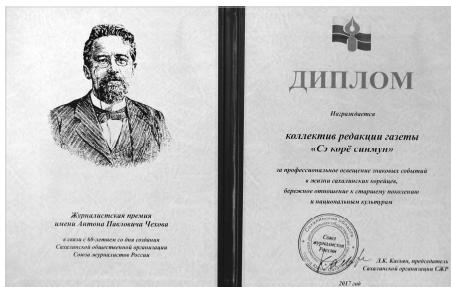 Журналистская премия
имени Антона Павловича Чехова
в связи с 60-летием со дня создания
Сахалинской общественной организации
Союза журналистов России
ДИПЛОМ
Награждается
коллектив редакции газеты
«Сэ корё синмун»
за профессиональное освещение знаковых событий
в жизни сахалинских корейцев,
бережное отношение к старшему поколению
и национальным культурам
Союз
журналистов
России
Д.К. Касьян, председатель
Сахалинской организации СЖР
2017 год